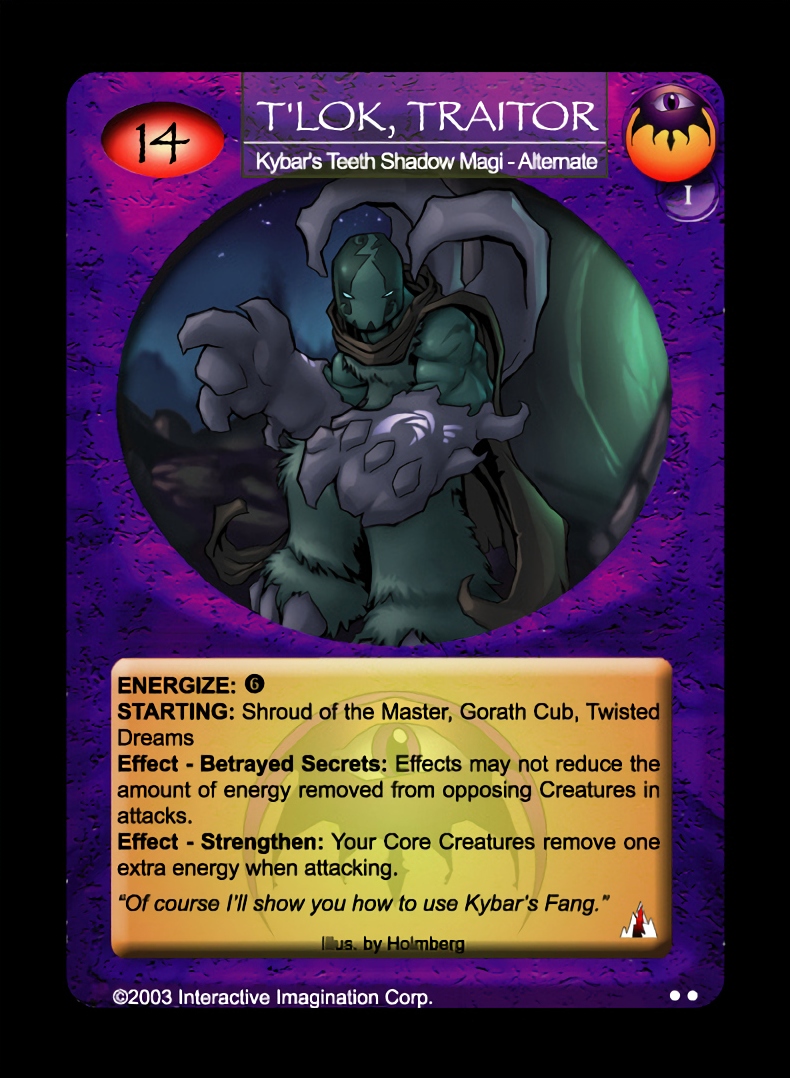 T'LOK, TRAITOR
14
Kybar's Teeth Shadow Magi - Alternate
I
ENERGIZE: 6
STARTING: Shroud of the Master, Gorath Cub, Twisted
Dreams
Effect - Betrayed Secrets: Effects may not reduce the
amount of energy removed from opposing Creatures in
attacks.
Effect - Strengthen: Your Core Creatures remove one
extra energy when attacking.
“Of course I’ll show you how to use Kybar’s Fang.”
Illus. by Holmberg
©2003 Interactive Imagination Corp.